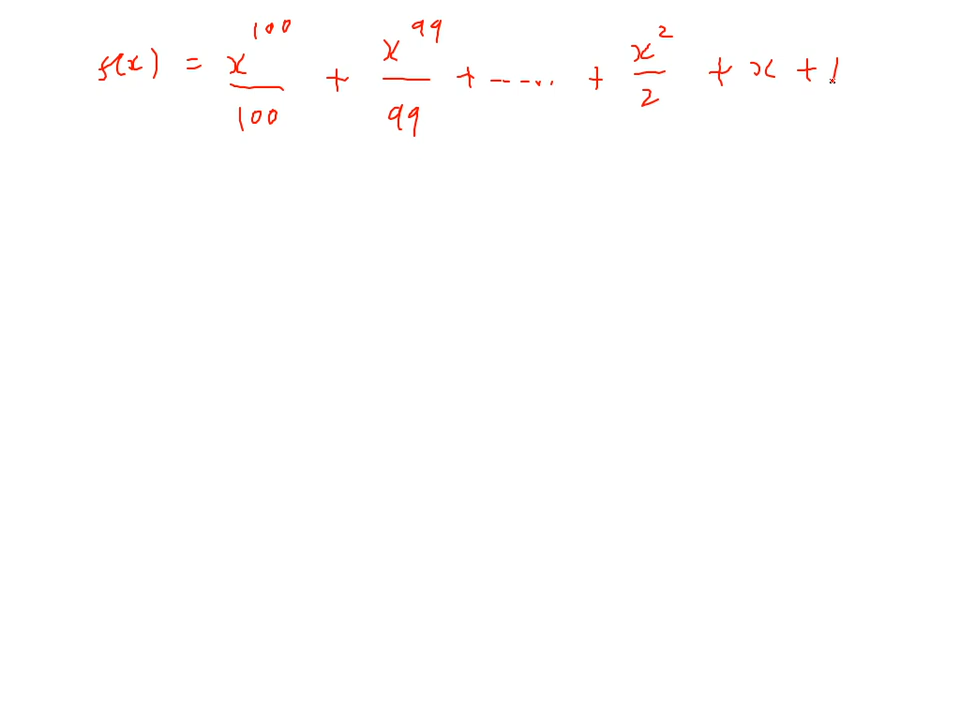 f(x) = x^100/100 + x^99/99 + ----.. + x^2/2 + x + 1